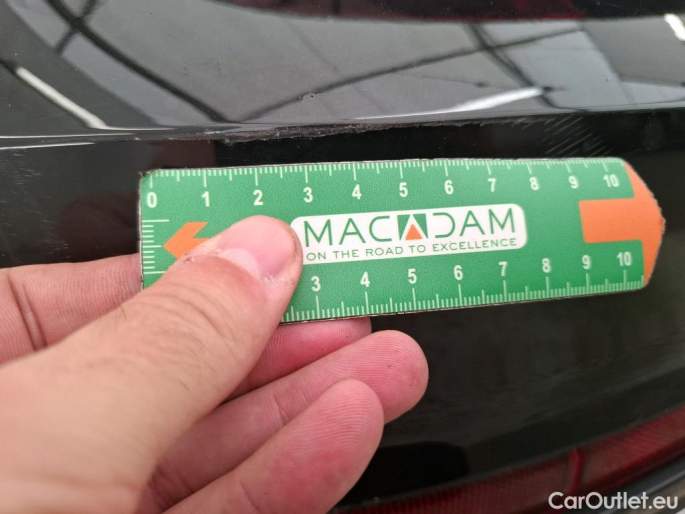 0 1 2 3 4 5 6 7 8 9 10
MACADAM
ON THE ROAD TO EXCELLENCE
3 4 5 6 7 8 9 10
CarOutlet.eu